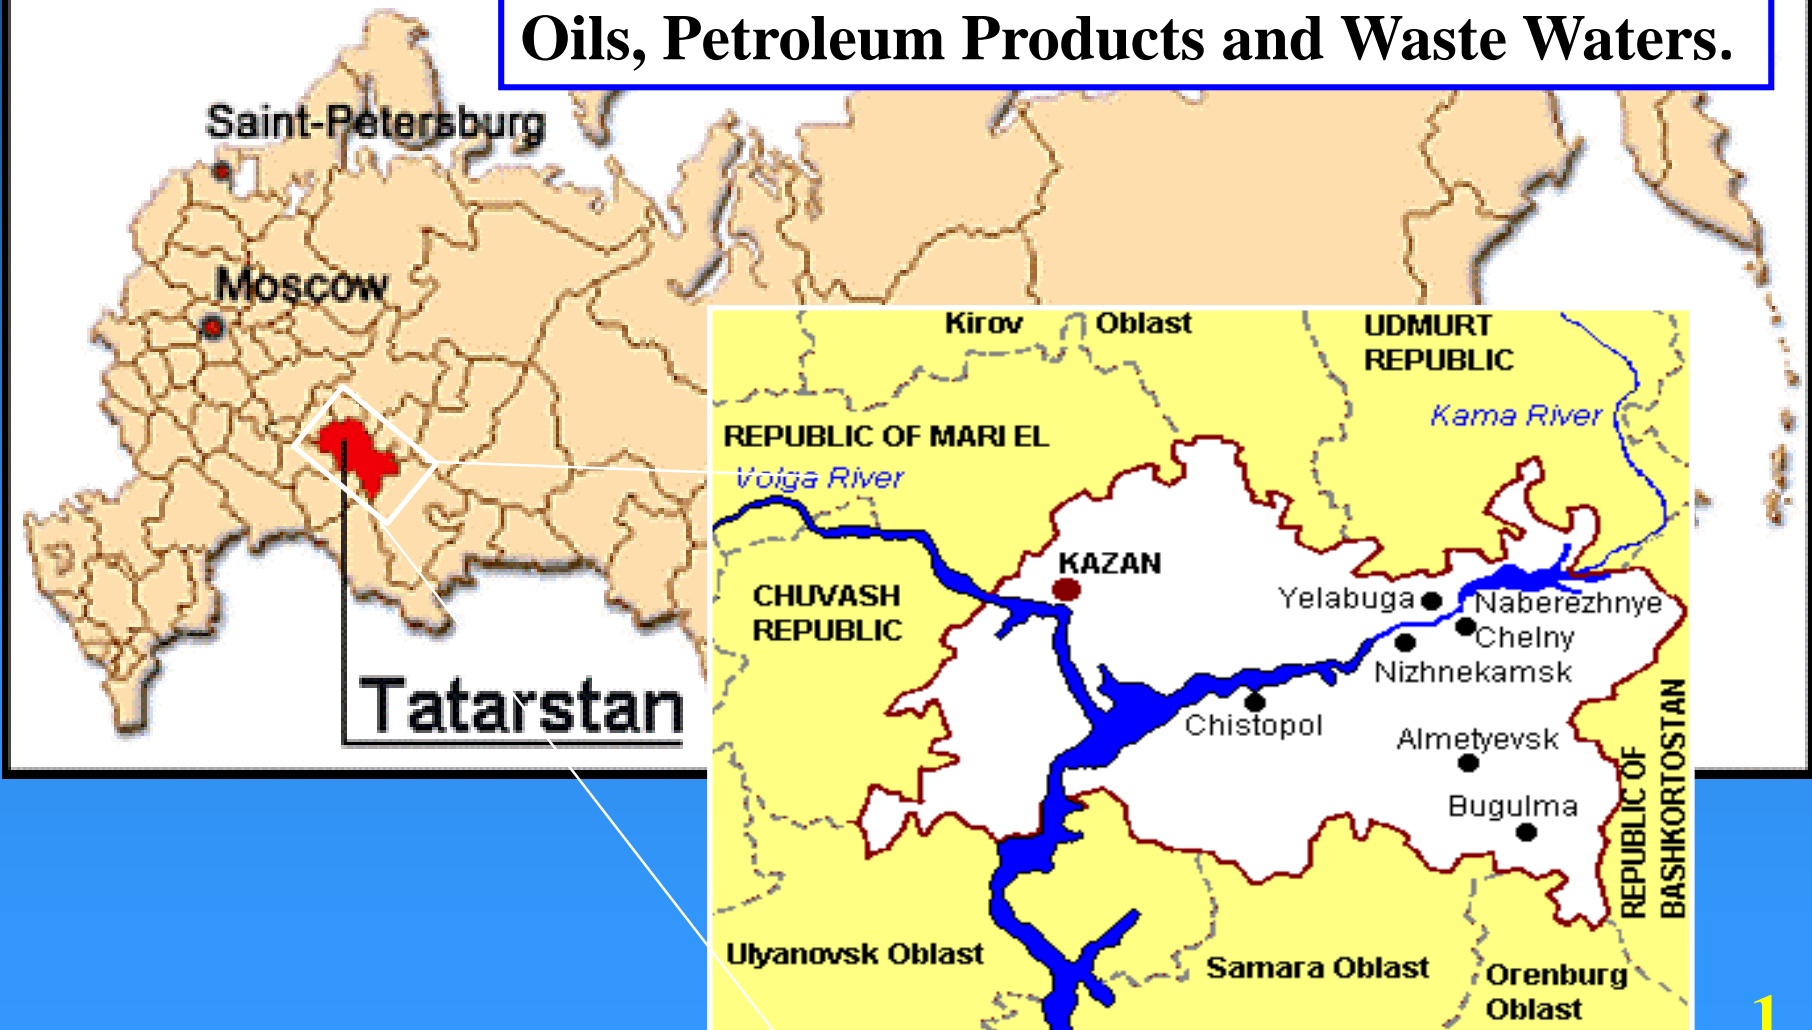 Oils, Petroleum Products and Waste Waters.
Saint-Petersburg
Moscow
Tatarstan
Kirov Oblast
UDMURT
REPUBLIC
Kama River
REPUBLIC OF MARI EL
Volga River
KAZAN
CHUVASH
REPUBLIC
Yelabuga
Naberezhnye
Chelny
Nizhnekamsk
Chistopol
Almetyevsk
Bugulma
REPUBLIC OF
BASHKORTOSTAN
Ulyanovsk Oblast
Samara Oblast
Orenburg
Oblast
1